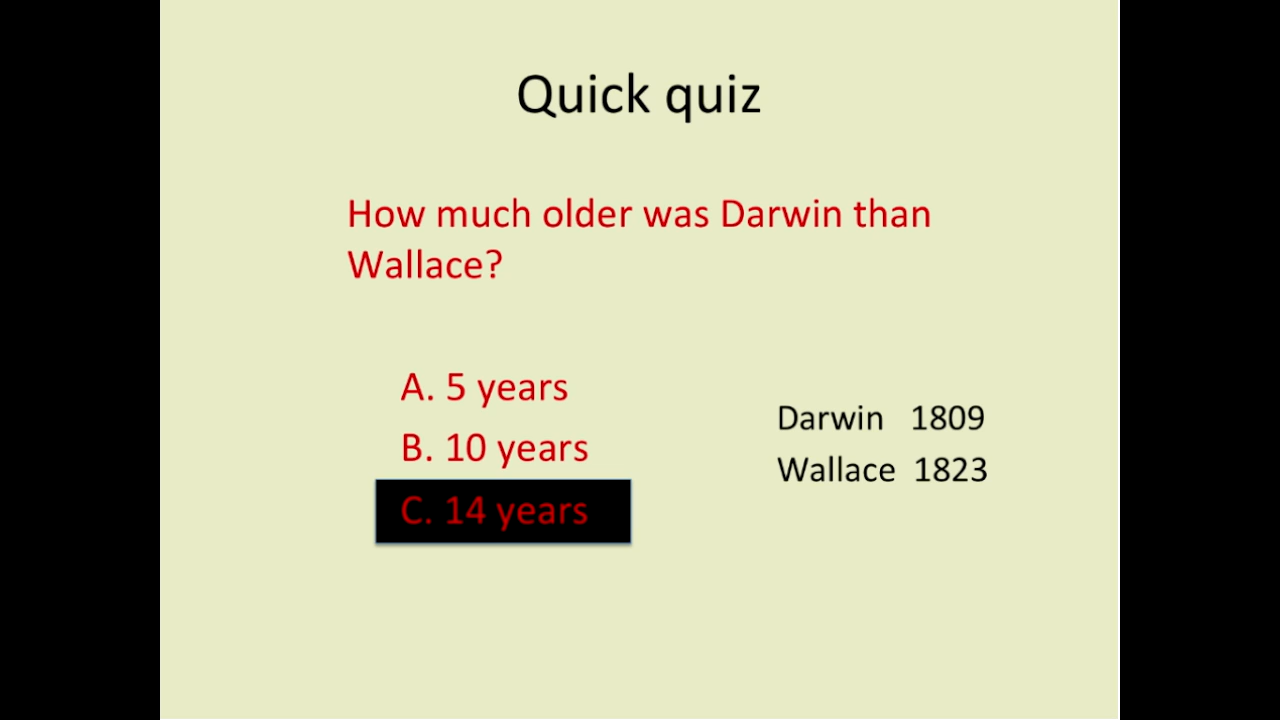 Quick quiz
How much older was Darwin than
Wallace?
A. 5 years
B. 10 years
C. 14 years
Darwin 1809
Wallace 1823